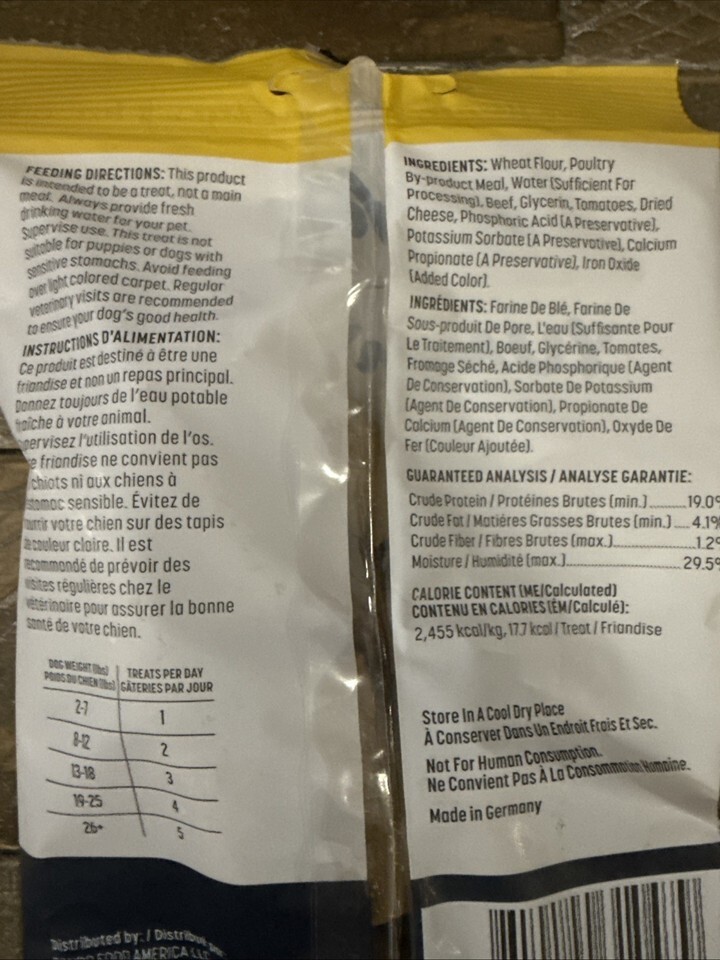 FEEDING DIRECTIONS: This product
is intended to be a treat, not a main
meal. Always provide fresh
drinking water for your pet.
Supervise use. This treat is not
suitable for puppies or dogs with
sensitive stomachs. Avoid feeding
over light colored carpet. Regular
veterinary visits are recommended
to ensure your dog's good health.
INSTRUCTIONS D'ALIMENTATION:
Ce produit est destiné à être une
friandise et non un repas principal.
Donnez toujours de l'eau potable
fraîche à votre animal.
l'utilisation de l'os.
friandise ne convient pas
chiots ni aux chiens à
sensible. Évitez de
votre chien sur des tapis
de couleur claire. Il est
recommandé de prévoir des
visites régulières chez le
vétérinaire pour assurer la bonne
santé de votre chien.
DOG WEIGHT (lbs) TREATS PER DAY
POIDS DU CHIEN (lbs) GÂTERIES PAR JOUR
2-7 1
8-12 2
13-18 3
19-25 4
26+ 5
Distributed by: /
FOOD AMERICA LLC
INGREDIENTS: Wheat Flour, Poultry
By-product Meal, Water (Sufficient For
Processing), Beef, Glycerin, Tomatoes, Dried
Cheese, Phosphoric Acid (A Preservative),
Potassium Sorbate (A Preservative), Calcium
Propionate (A Preservative), Iron Oxide
(Added Color).
INGRÉDIENTS: Farine De Blé, Farine De
Sous-produit De Porc, L'eau (Suffisante Pour
Le Traitement), Boeuf, Glycérine, Tomates,
Fromage Séché, Acide Phosphorique (Agent
De Conservation), Sorbate De Potassium
(Agent De Conservation), Propionate De
Calcium (Agent De Conservation), Oxyde De
Fer (Couleur Ajoutée).
GUARANTEED ANALYSIS / ANALYSE GARANTIE:
Crude Protein / Protéines Brutes (min.) 19.0%
Crude Fat / Matiéres Grasses Brutes (min.) 4.1%
Crude Fiber / Fibres Brutes (max.) 1.2%
Moisture / Humidité (max.) 29.5%
CALORIE CONTENT (ME/Calculated)
CONTENU EN CALORIES (ÉM/Calculé):
2,455 kcal/kg, 17.7 kcal / Treat / Friandise
Store In A Cool Dry Place
À Conserver Dans Un Endroit Frais Et Sec.
Not For Human Consumption.
Ne Convient Pas À La Consommation Humaine.
Made in Germany